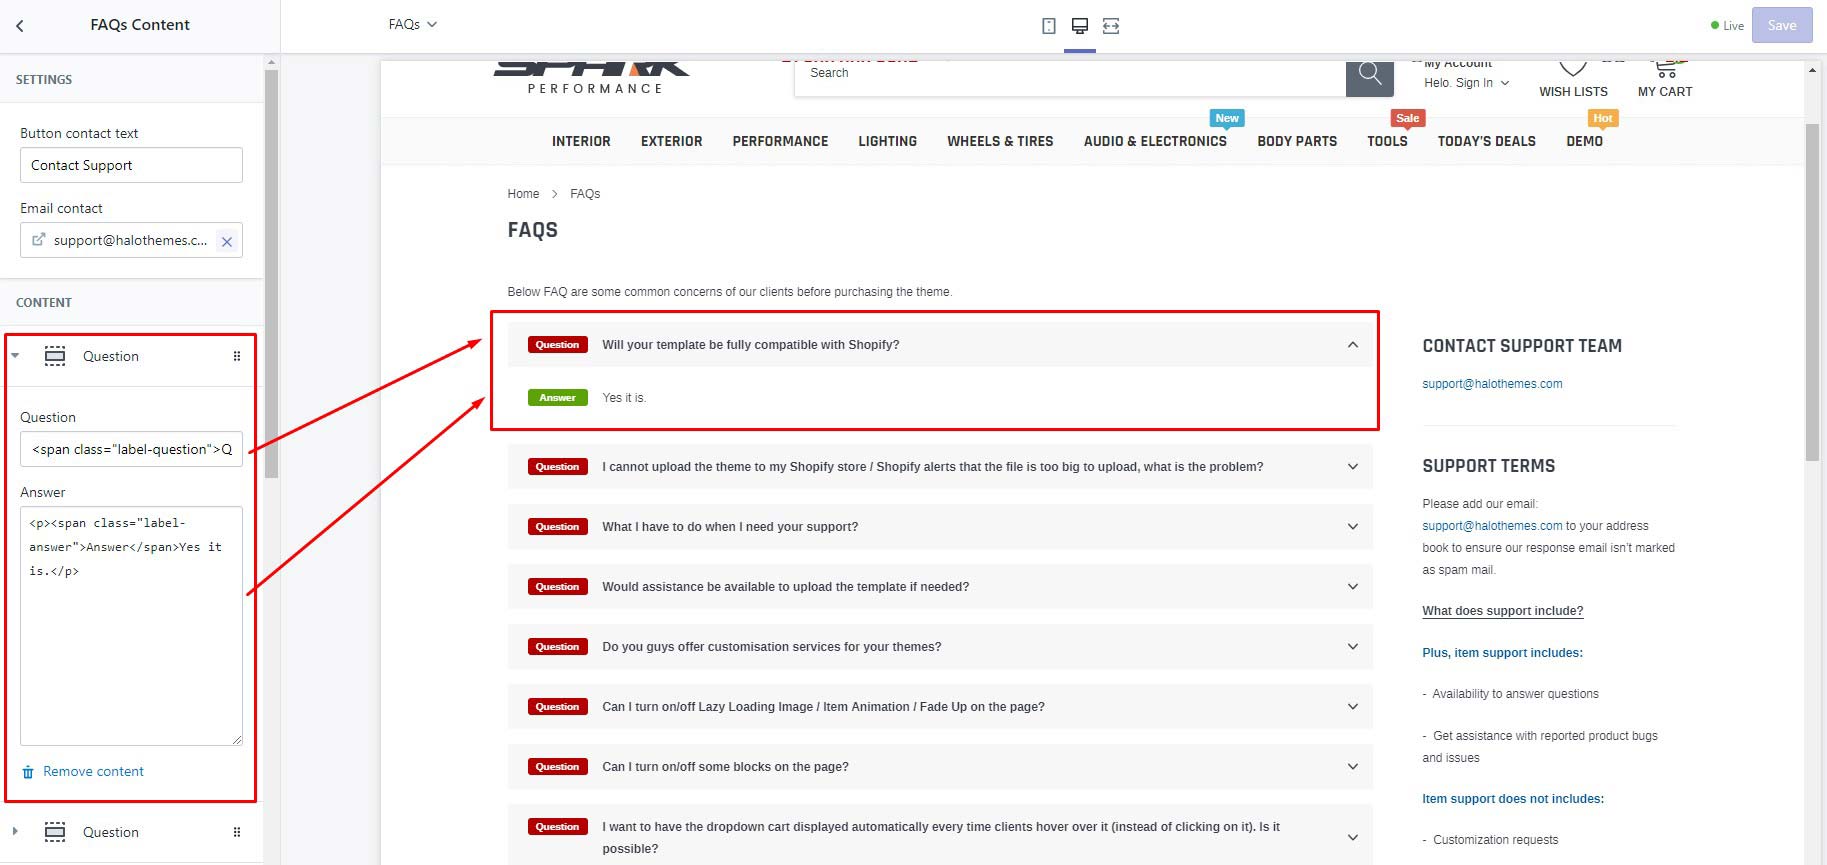 FAQs Content
FAQs
Live
Save
SETTINGS
Button contact text
Contact Support
Email contact
support@halothemes.c...
CONTENT
Question
Question
<span class="label-question">Q
Answer
<p><span class="label-
answer">Answer</span>Yes it
is.</p>
Remove content
Question
SPARK
PERFORMANCE
Search
My Account
Helo. Sign In
WISH LISTS
MY CART
New
Sale
Hot
INTERIOR EXTERIOR PERFORMANCE LIGHTING WHEELS & TIRES AUDIO & ELECTRONICS BODY PARTS TOOLS TODAY'S DEALS DEMO
Home > FAQs
FAQS
Below FAQ are some common concerns of our clients before purchasing the theme.
Question Will your template be fully compatible with Shopify?
Answer Yes it is.
Question I cannot upload the theme to my Shopify store / Shopify alerts that the file is too big to upload, what is the problem?
Question What I have to do when I need your support?
Question Would assistance be available to upload the template if needed?
Question Do you guys offer customisation services for your themes?
Question Can I turn on/off Lazy Loading Image / Item Animation / Fade Up on the page?
Question Can I turn on/off some blocks on the page?
Question I want to have the dropdown cart displayed automatically every time clients hover over it (instead of clicking on it). Is it
possible?
CONTACT SUPPORT TEAM
support@halothemes.com
SUPPORT TERMS
Please add our email:
support@halothemes.com to your address
book to ensure our response email isn't marked
as spam mail.
What does support include?
Plus, item support includes:
- Availability to answer questions
- Get assistance with reported product bugs
and issues
Item support does not includes:
- Customization requests